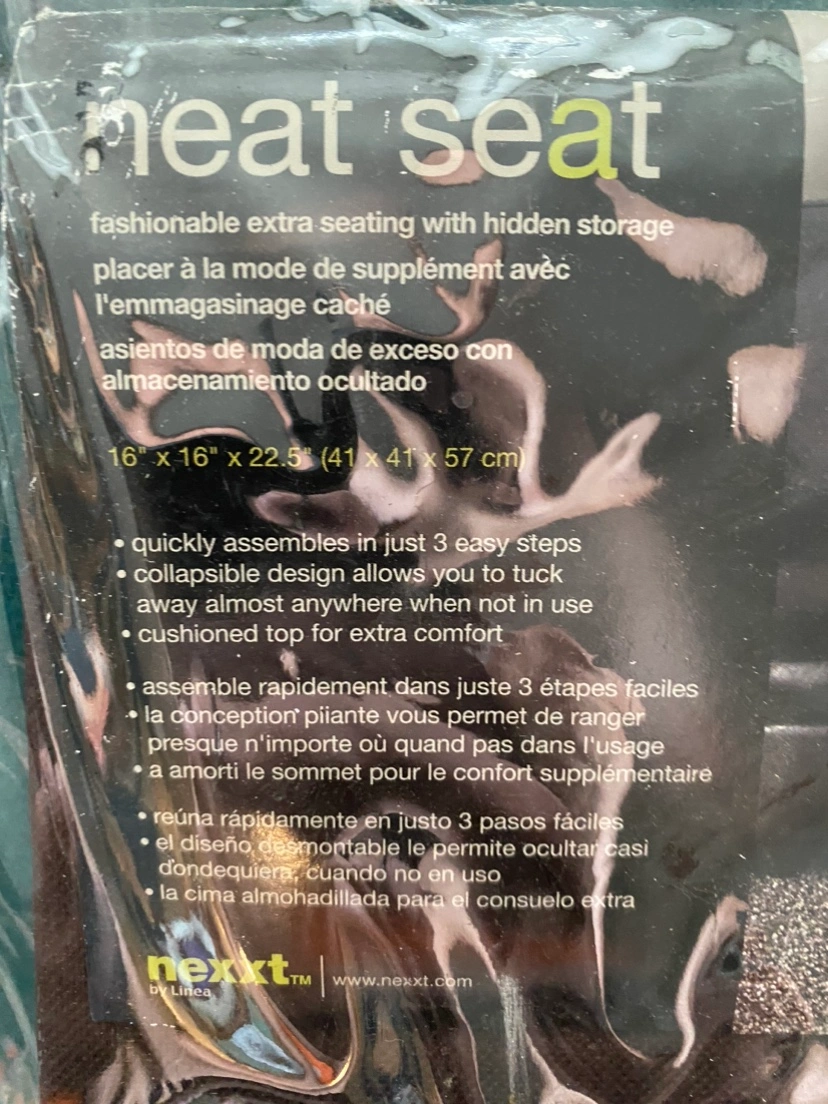 neat seat
fashionable extra seating with hidden storage
placer à la mode de supplément avèc
l'emmagasinage caché
asientos de moda de exceso con
almacenamiento ocultado
16" x 16" x 22.5" (41 x 41 x 57 cm)
• quickly assembles in just 3 easy steps
• collapsible design allows you to tuck
away almost anywhere when not in use
• cushioned top for extra comfort
• assemble rapidement dans juste 3 étapes faciles
• la conception pliante vous permet de ranger
presque n'importe où quand pas dans l'usage
• a amorti le sommet pour le confort supplémentaire
• reúna rápidamente en justo 3 pasos fáciles
• el diseño desmontable le permite ocultar casi
dondequiera, cuando no en uso
• la cima almohadillada para el consuelo extra
nexxt™ | www.nexxt.com
by Linea